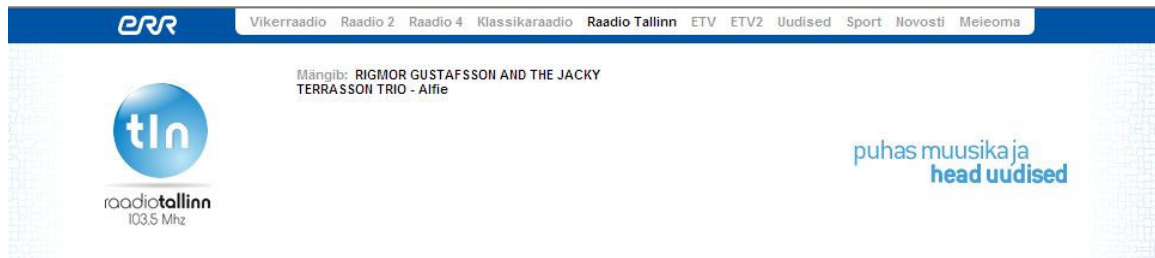 err
Vikerraadio Raadio 2 Raadio 4 Klassikaraadio Raadio Tallinn ETV ETV2 Uudised Sport Novosti Meieoma
Mängib: RIGMOR GUSTAFSSON AND THE JACKY
TERRASSON TRIO - Alfie
tln
raadiotallinn
103,5 Mhz
puhas muusika ja
head uudised